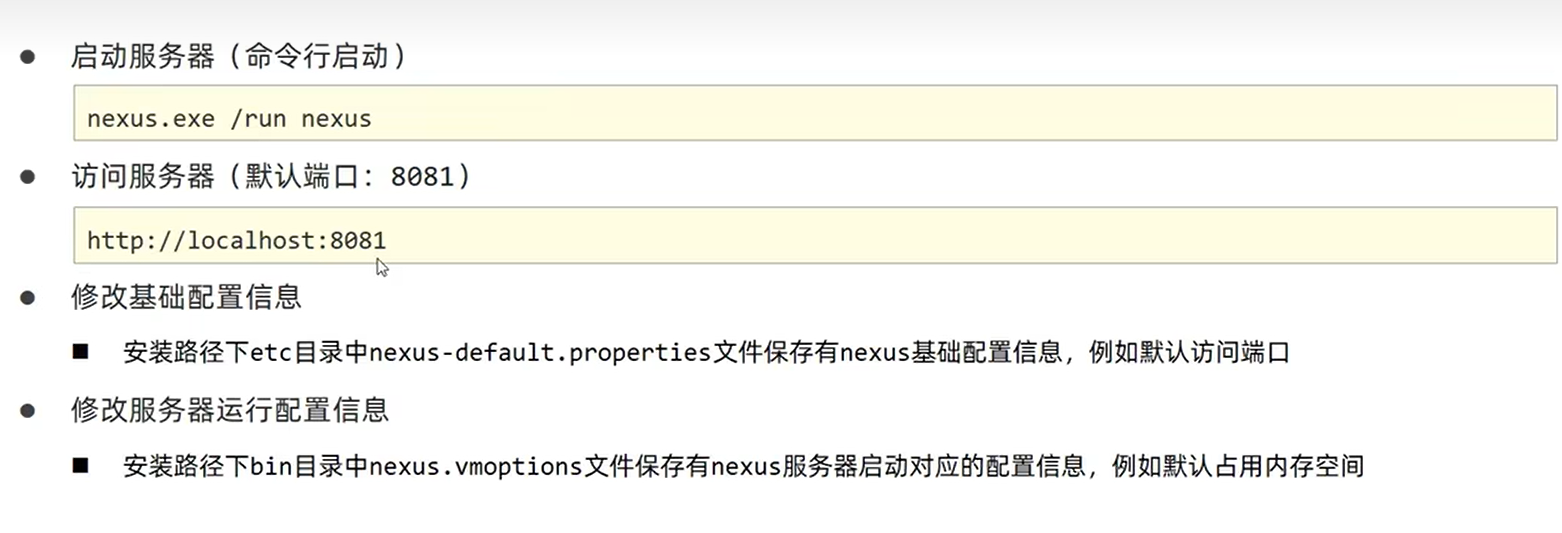 启动服务器（命令行启动）
nexus.exe /run nexus
访问服务器（默认端口：8081）
http://localhost:8081
修改基础配置信息
安装路径下etc目录中nexus-default.properties文件保存有nexus基础配置信息，例如默认访问端口
修改服务器运行配置信息
安装路径下bin目录中nexus.vmoptions文件保存有nexus服务器启动对应的配置信息，例如默认占用内存空间